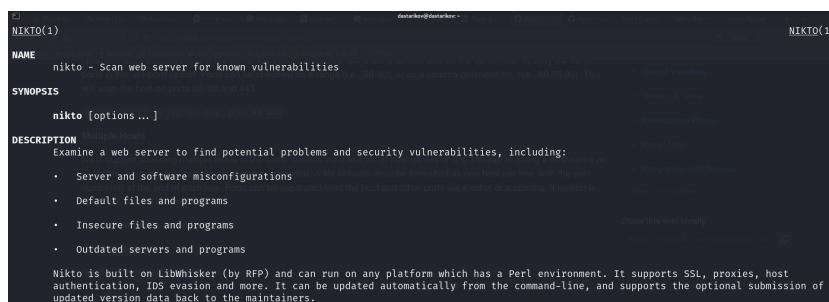 dastarikov@dastarikov: ~
NIKTO(1) NIKTO(1
NAME
nikto - Scan web server for known vulnerabilities
SYNOPSIS
nikto [options...]
DESCRIPTION
Examine a web server to find potential problems and security vulnerabilities, including:
• Server and software misconfigurations
• Default files and programs
• Insecure files and programs
• Outdated servers and programs
Nikto is built on LibWhisker (by RFP) and can run on any platform which has a Perl environment. It supports SSL, proxies, host
authentication, IDS evasion and more. It can be updated automatically from the command-line, and supports the optional submission of
updated version data back to the maintainers.